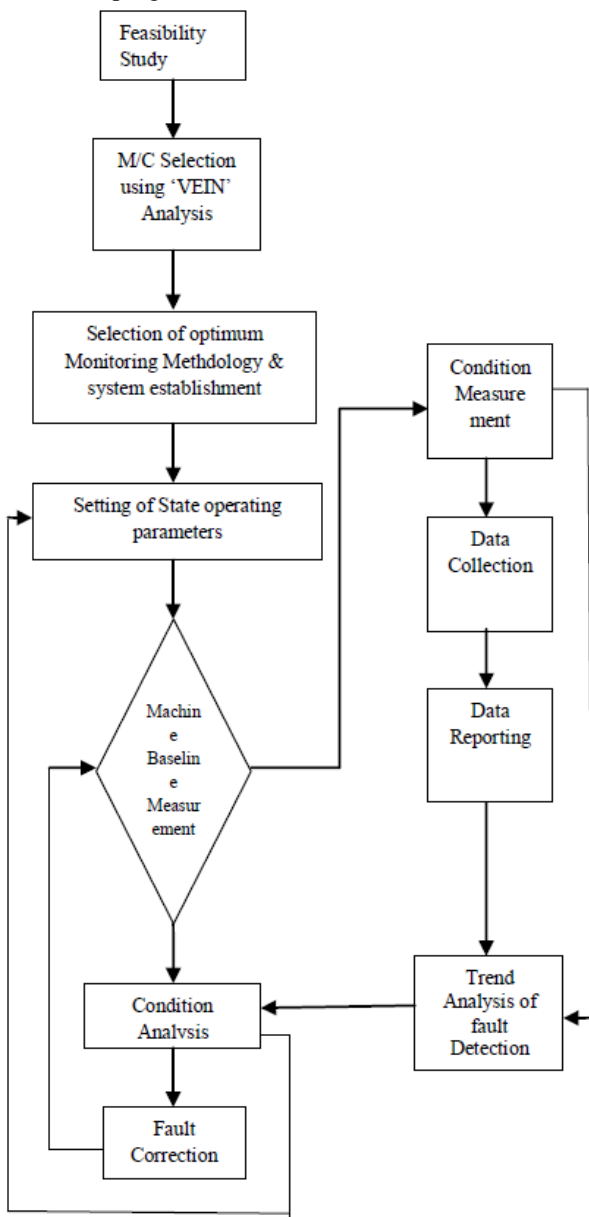 Feasibility
Study
M/C Selection
using ‘VEIN’
Analysis
Selection of optimum
Monitoring Methdology &
system establishment
Setting of State operating
parameters
Machin
e
Baselin
e
Measur
ement
Condition
Analysis
Fault
Correction
Condition
Measure
ment
Data
Collection
Data
Reporting
Trend
Analysis of
fault
Detection